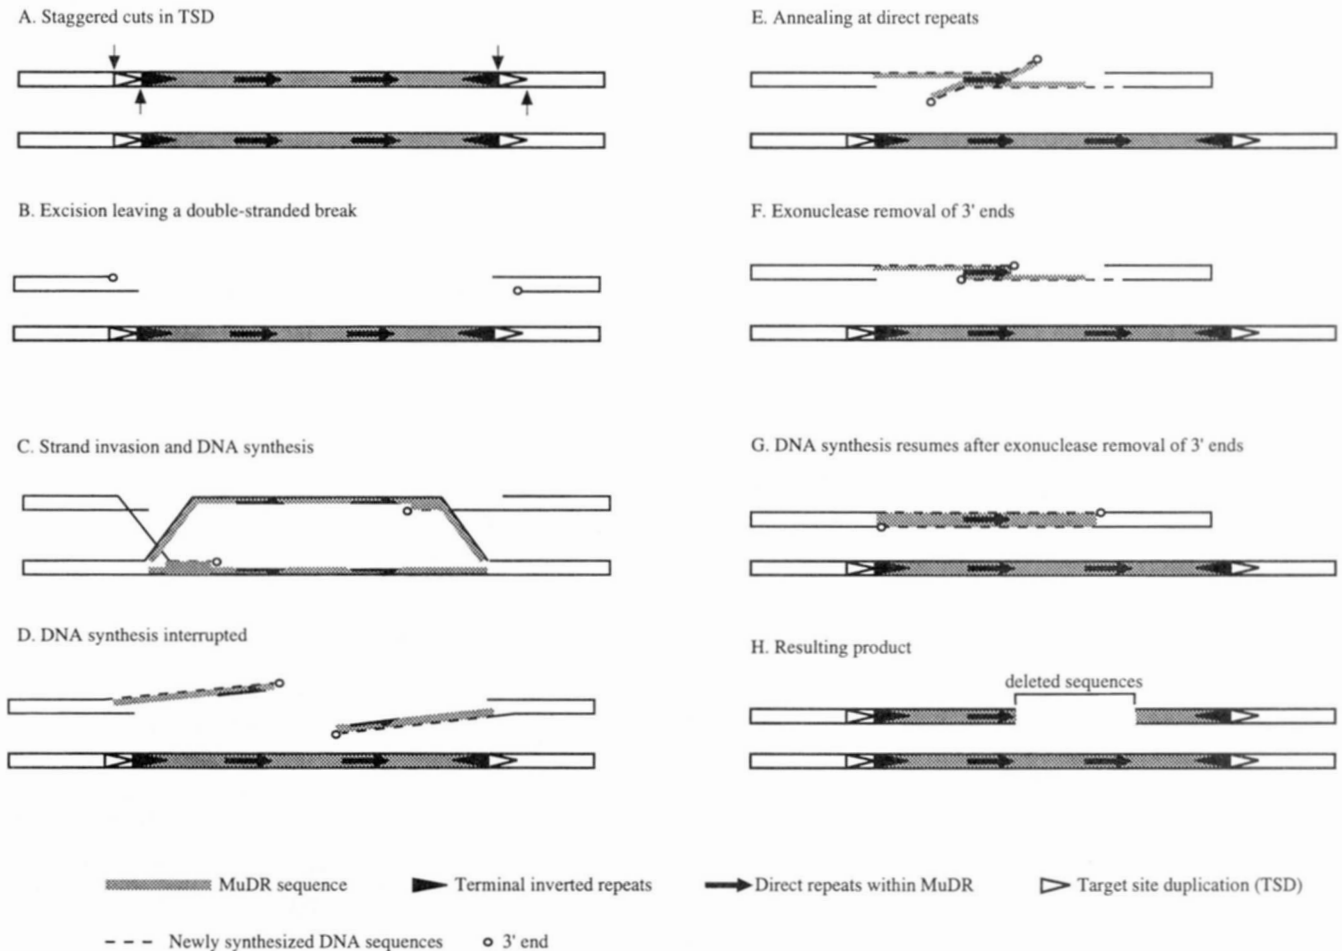 A. Staggered cuts in TSD
B. Excision leaving a double-stranded break
C. Strand invasion and DNA synthesis
D. DNA synthesis interrupted
E. Annealing at direct repeats
F. Exonuclease removal of 3' ends
G. DNA synthesis resumes after exonuclease removal of 3' ends
H. Resulting product
deleted sequences
MuDR sequence
Terminal inverted repeats
Direct repeats within MuDR
Target site duplication (TSD)
Newly synthesized DNA sequences
3' end